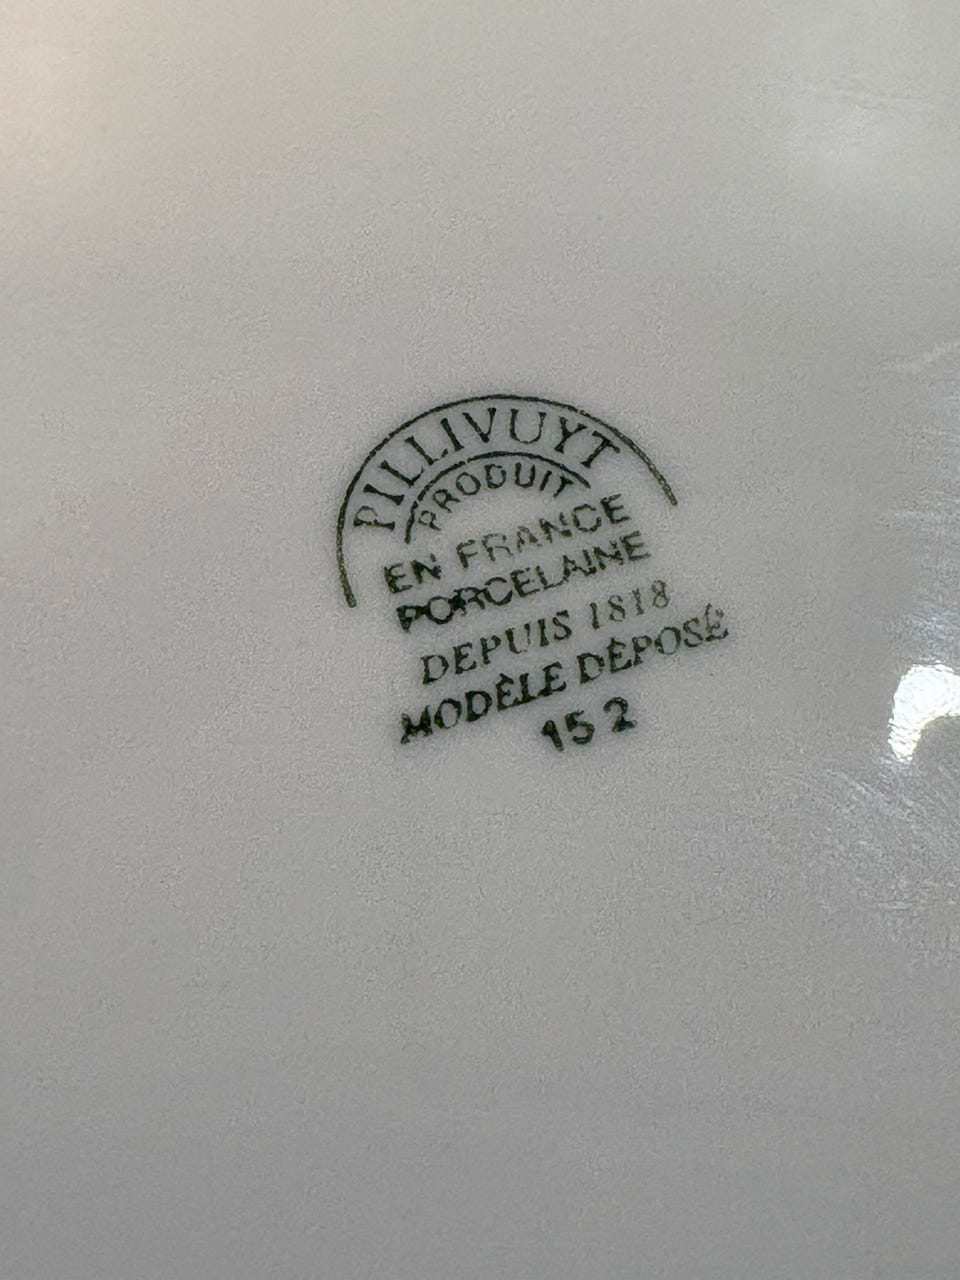 PILLIVUYT
PRODUIT
EN FRANCE
PORCELAINE
DEPUIS 1818
MODÈLE DÉPOSÉ
152